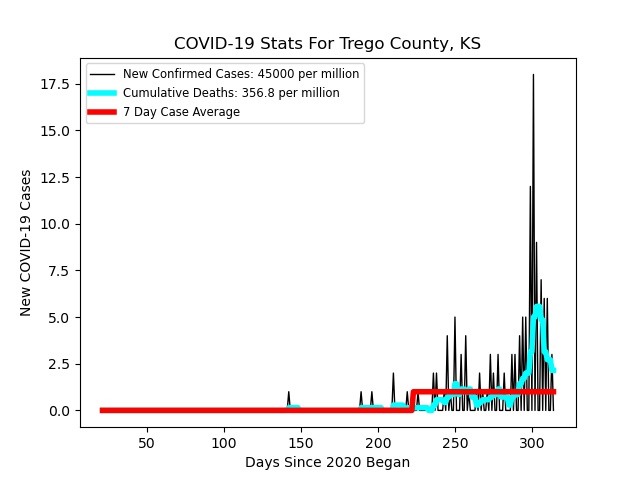 COVID-19 Stats For Trego County, KS
New Confirmed Cases: 45000 per million
Cumulative Deaths: 356.8 per million
7 Day Case Average
New COVID-19 Cases
17.5
15.0
12.5
10.0
7.5
5.0
2.5
0.0
50 100 150 200 250 300
Days Since 2020 Began